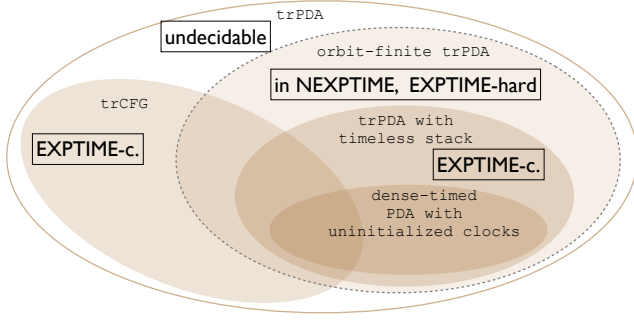 trPDA
undecidable
orbit-finite trPDA
in NEXPTIME, EXPTIME-hard
trCFG
trPDA with
timeless stack
EXPTIME-c.
EXPTIME-c.
dense-timed
PDA with
uninitialized clocks